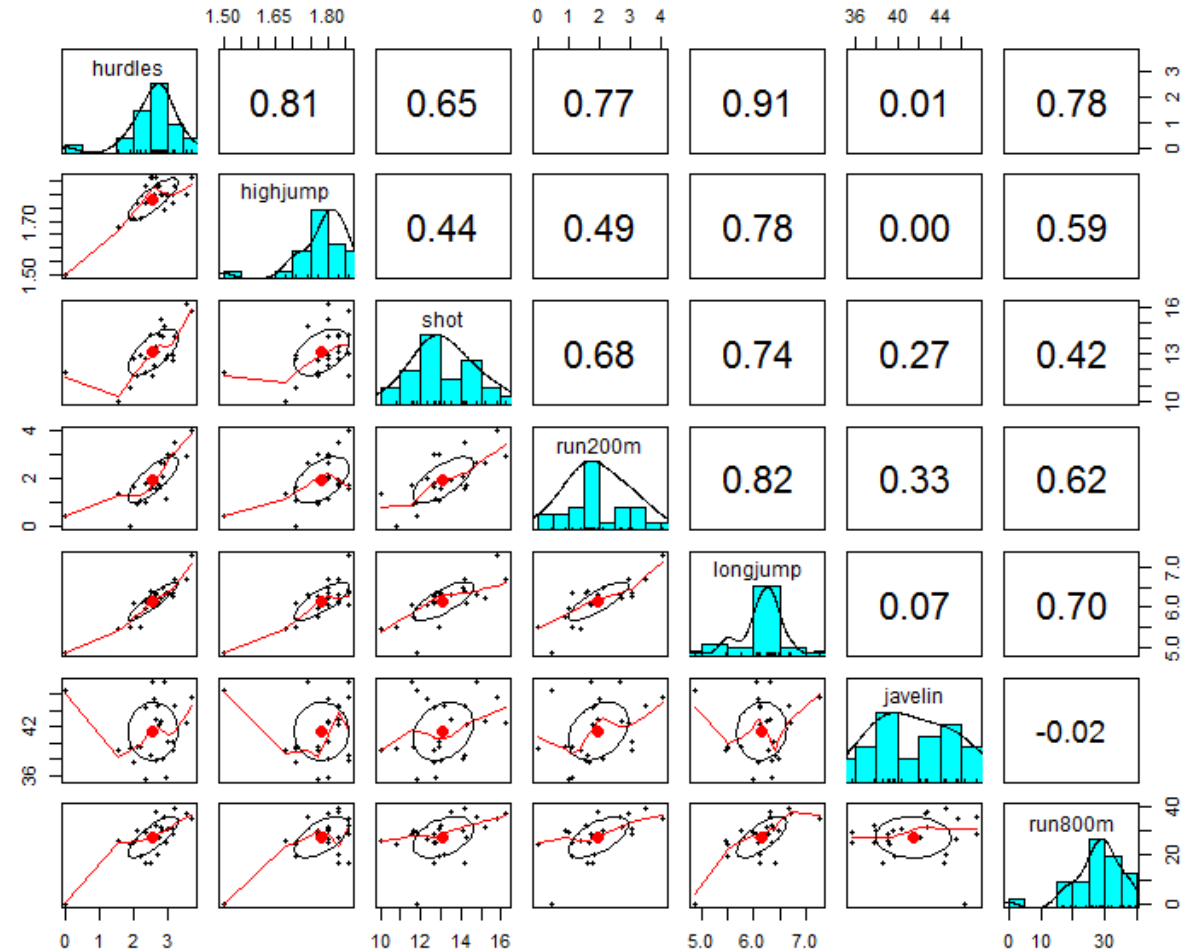 1.50 1.65 1.80 0 1 2 3 4 36 40 44
hurdles 0.81 0.65 0.77 0.91 0.01 0.78 0 1 2 3
1.50 1.70 highjump 0.44 0.49 0.78 0.00 0.59
shot 0.68 0.74 0.27 0.42 10 13 16
0 2 4 run200m 0.82 0.33 0.62
longjump 0.07 0.70 5.0 6.0 7.0
36 42 javelin -0.02
run800m 0 20 40
0 1 2 3 10 12 14 16 5.0 6.0 7.0 0 10 30